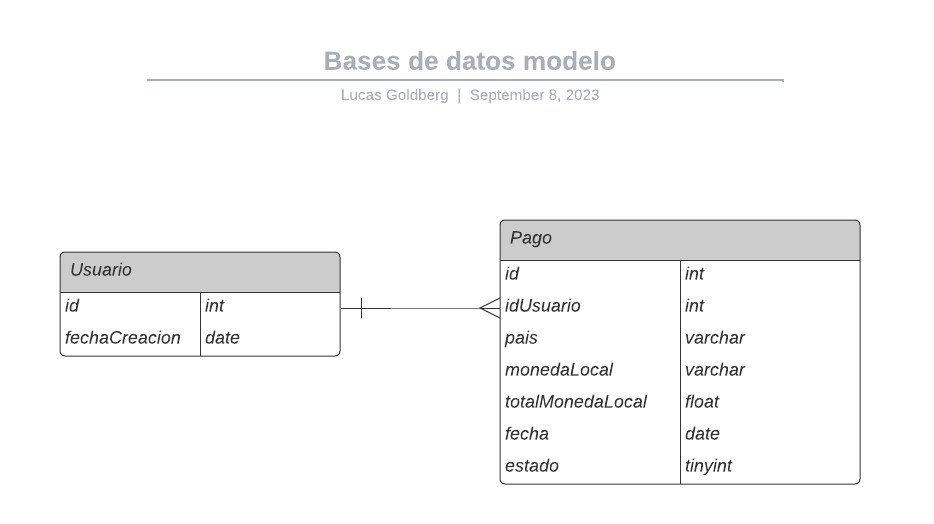 Bases de datos modelo
Lucas Goldberg | September 8, 2023
Usuario
id int
fechaCreacion date
Pago
id int
idUsuario int
pais varchar
monedaLocal varchar
totalMonedaLocal float
fecha date
estado tinyint